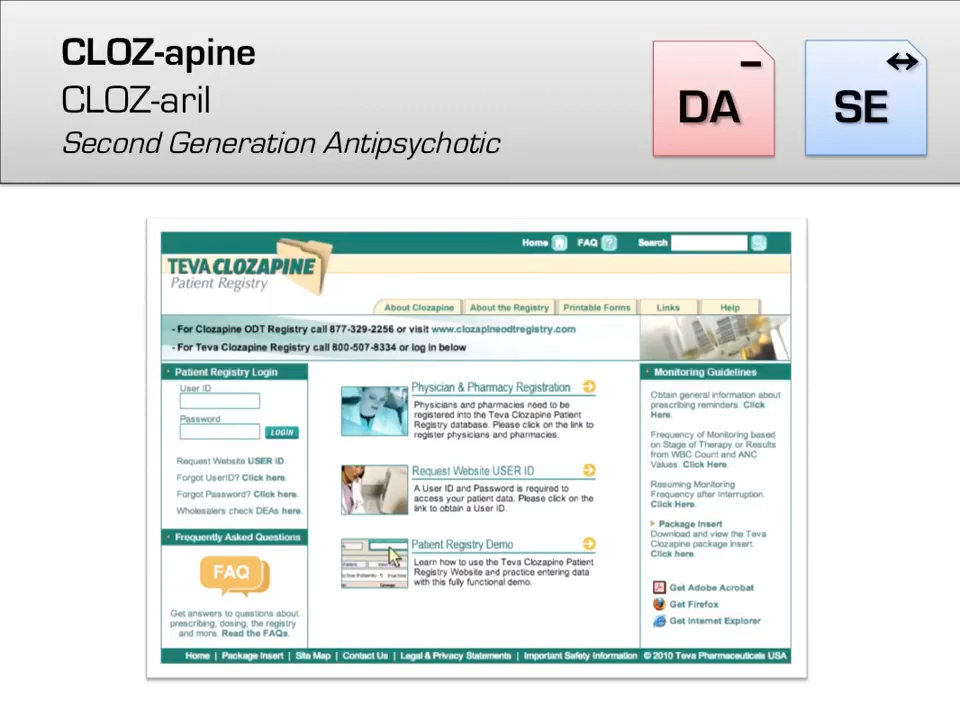 CLOZ-apine
CLOZ-aril
Second Generation Antipsychotic
DA –
SE ↔
Home
FAQ ?
Search
TEVA CLOZAPINE
Patient Registry
About Clozapine
About the Registry
Printable Forms
Links
Help
- For Clozapine ODT Registry call 877-329-2256 or visit www.clozapineodtregistry.com
- For Teva Clozapine Registry call 800-507-8334 or log in below
Patient Registry Login
User ID
Password
LOGIN
Request Website USER ID.
Forgot UserID? Click here.
Forgot Password? Click here.
Wholesalers check DEAs here.
Frequently Asked Questions
FAQ
Get answers to questions about
prescribing, dosing, the registry
and more. Read the FAQs.
Physician & Pharmacy Registration
Physicians and pharmacies need to be
registered into the Teva Clozapine Patient
Registry database. Please click on the link to
register physicians and pharmacies.
Request Website USER ID
A User ID and Password is required to
access your patient data. Please click on the
link to obtain a User ID.
Patient Registry Demo
Learn how to use the Teva Clozapine Patient
Registry Website and practice entering data
with this fully functional demo.
Monitoring Guidelines
Obtain general information about
prescribing reminders. Click
Here.
Frequency of Monitoring based
on Stage of Therapy or Results
from WBC Count and ANC
Values. Click Here.
Resuming Monitoring
Frequency after Interruption.
Click Here.
Package Insert
Download and view the Teva
Clozapine package insert.
Click here.
Get Adobe Acrobat
Get Firefox
Get Internet Explorer
Home | Package Insert | Site Map | Contact Us | Legal & Privacy Statements | Important Safety Information © 2010 Teva Pharmaceuticals USA